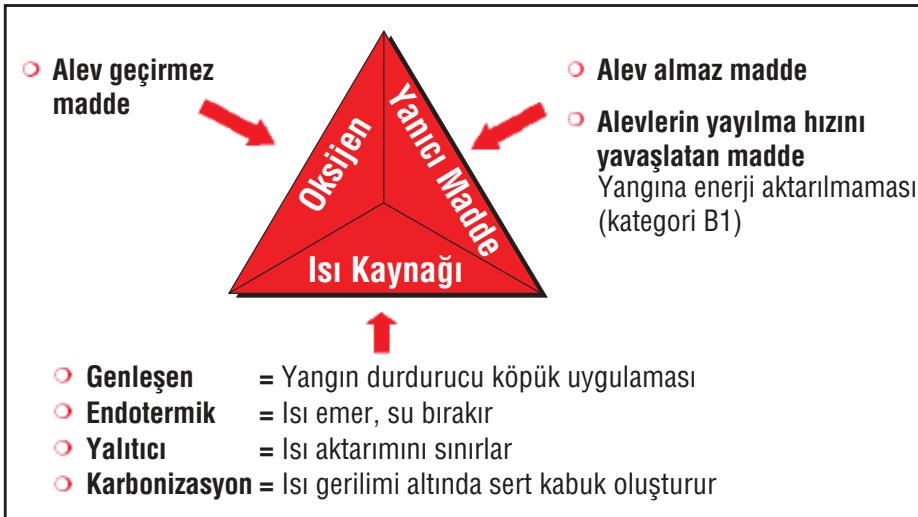 Alev geçirmez
madde
Oksijen
Yanıcı Madde
Isı Kaynağı
Alev almaz madde
Alevlerin yayılma hızını
yavaşlatan madde
Yangına enerji aktarılmaması
(kategori B1)
Genleşen = Yangın durdurucu köpük uygulaması
Endotermik = Isı emer, su bırakır
Yalıtıcı = Isı aktarımını sınırlar
Karbonizasyon = Isı gerilimi altında sert kabuk oluşturur